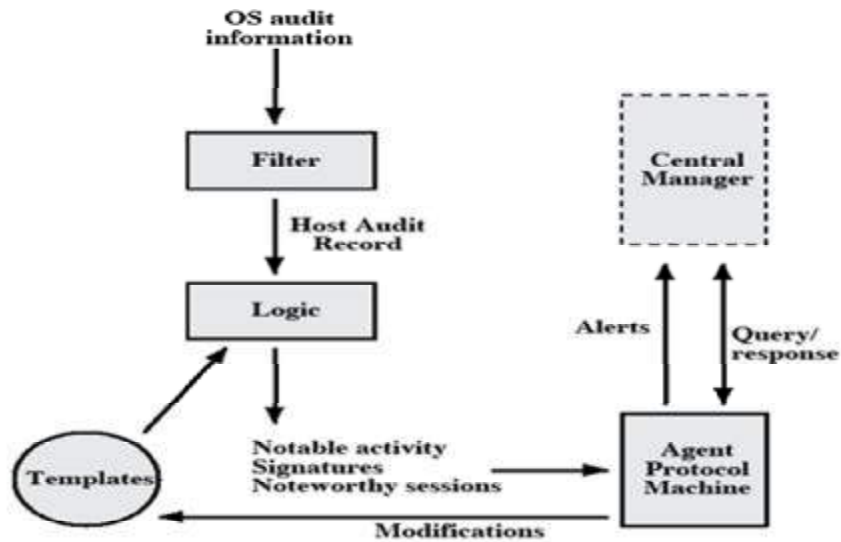 OS audit
information
Filter
Central
Manager
Host Audit
Record
Logic
Alerts
Query/
response
Notable activity
Signatures
Noteworthy sessions
Agent
Protocol
Machine
Templates
Modifications